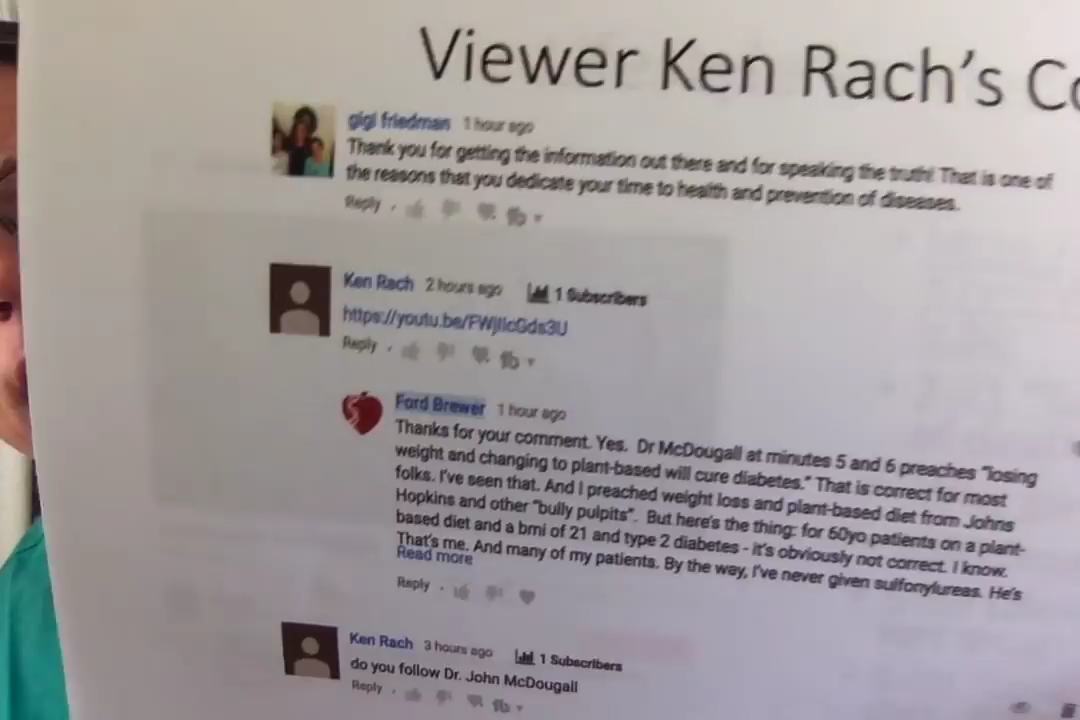 Viewer Ken Rach's Co
gigi friedman 1 hour ago
Thank you for getting the information out there and for speaking the truth! That is one of
the reasons that you dedicate your time to health and prevention of diseases.
Reply
Ken Rach 2 hours ago 1 Subscribers
https://youtu.be/
Reply
Ford Brewer 1 hour ago
Thanks for your comment. Yes. Dr McDougall at minutes 5 and 6 preaches "losing
weight and changing to plant-based will cure diabetes." That is correct for most
folks. I've seen that. And I preached weight loss and plant-based diet from Johns
Hopkins and other "bully pulpits". But here's the thing: for 60yo patients on a plant-
based diet and a bmi of 21 and type 2 diabetes - it's obviously not correct. I know.
That's me. And many of my patients. By the way, I've never given sulfonylureas. He's
Read more
Reply
Ken Rach 3 hours ago 1 Subscribers
do you follow Dr. John McDougall
Reply